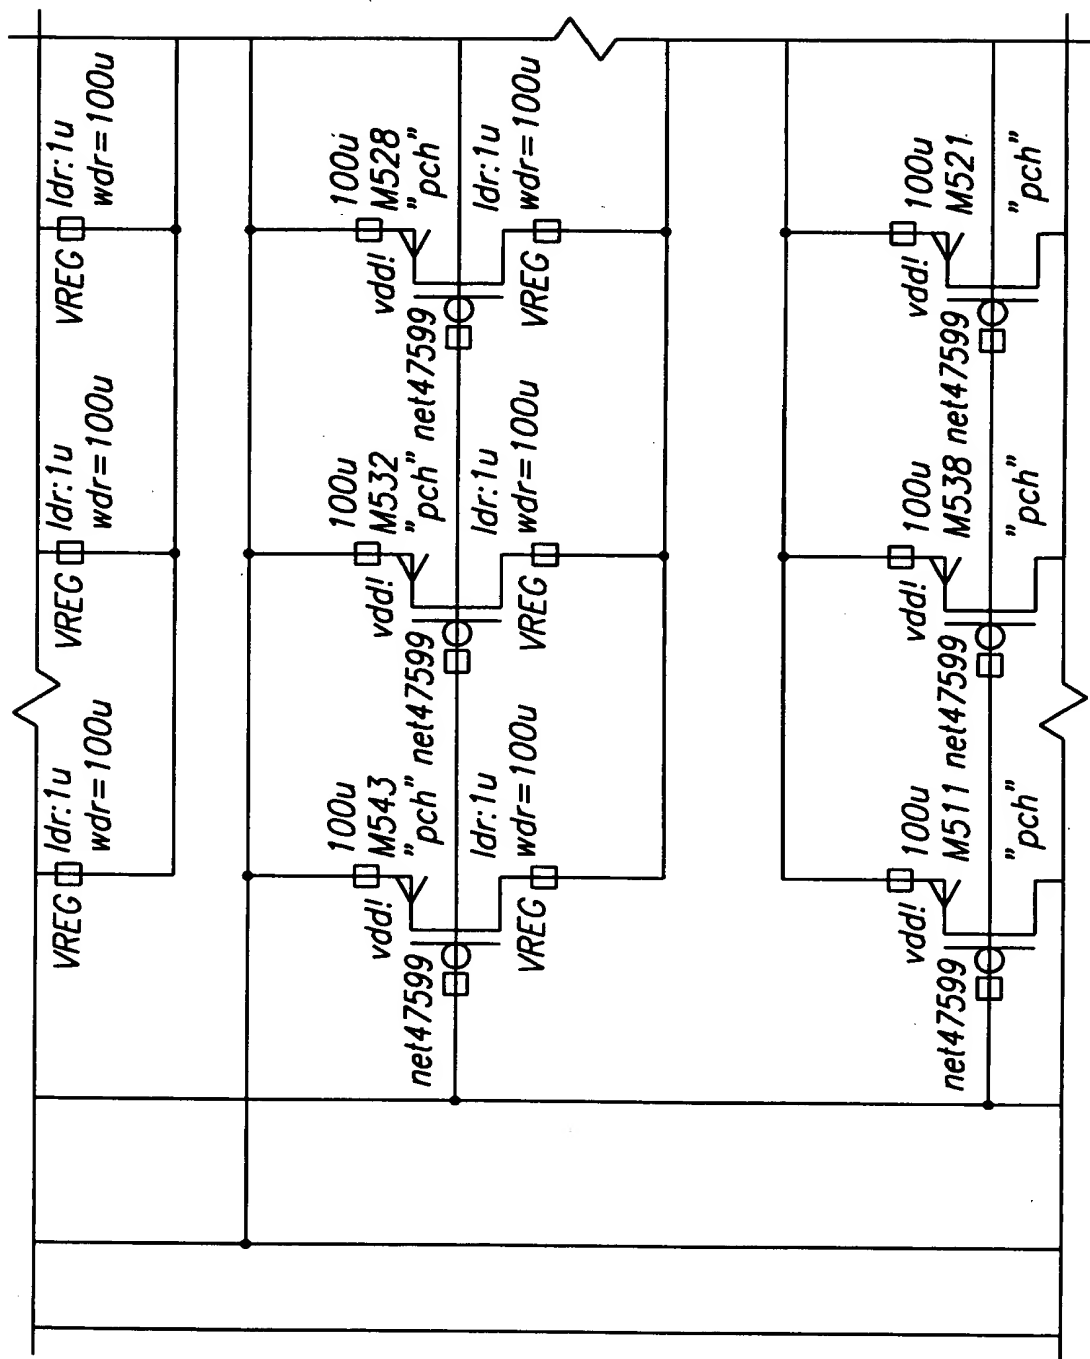 VREG
ldr:1u
wdr=100u
VREG
ldr:1u
wdr=100u
VREG
ldr:1u
wdr=100u
100u
M543
"pch"
vdd!
net47599
ldr:1u
wdr=100u
VREG
100u
M532
"pch"
vdd!
net47599
ldr:1u
wdr=100u
VREG
100u
M528
"pch"
vdd!
net47599
ldr:1u
wdr=100u
VREG
100u
M511
"pch"
vdd!
net47599
100u
M538
"pch"
vdd!
net47599
100u
M521
"pch"
vdd!
net47599